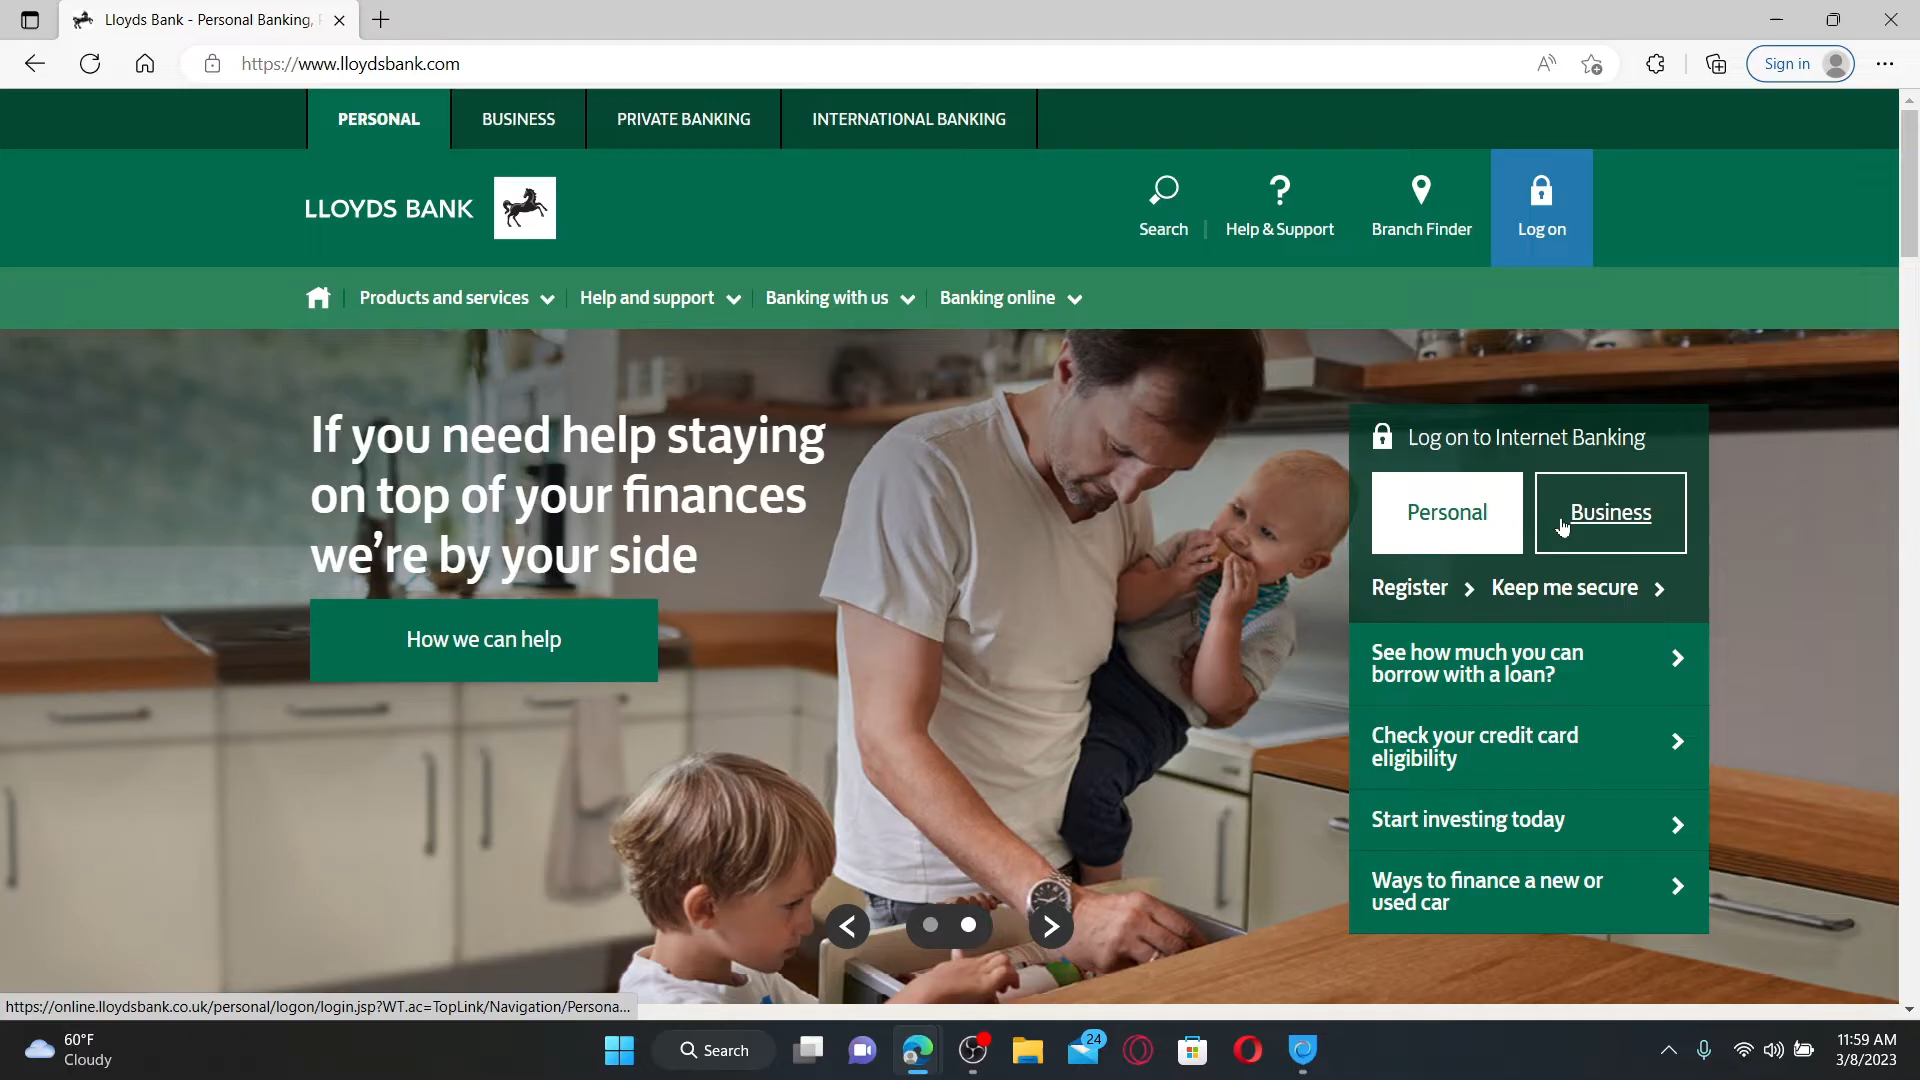 Lloyds Bank - Personal Banking,
https://www.lloydsbank.com
Sign in
PERSONAL
BUSINESS
PRIVATE BANKING
INTERNATIONAL BANKING
LLOYDS BANK
Search
Help & Support
Branch Finder
Log on
Products and services
Help and support
Banking with us
Banking online
If you need help staying
on top of your finances
we're by your side
How we can help
Log on to Internet Banking
Personal
Business
Register
Keep me secure
See how much you can
borrow with a loan?
Check your credit card
eligibility
Start investing today
Ways to finance a new or
used car
https://online.lloydsbank.co.uk/personal/logon/login.jsp?WT.ac=TopLink/Navigation/Persona...
60°F
Cloudy
Search
24
11:59 AM
3/8/2023